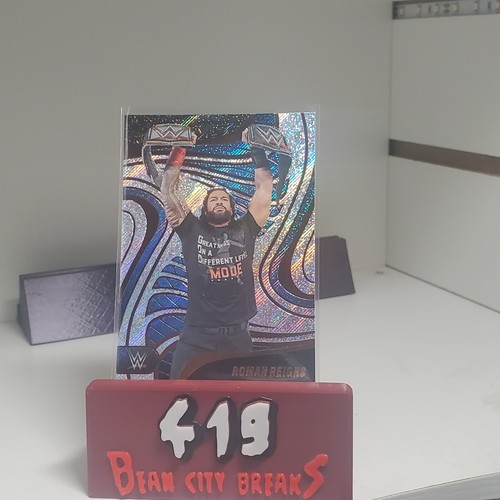 GREATNESS
ON A
DIFFERENT LEVEL
MODE
W
ROMAN REIGNS
419
BEAN CITY BREAKS